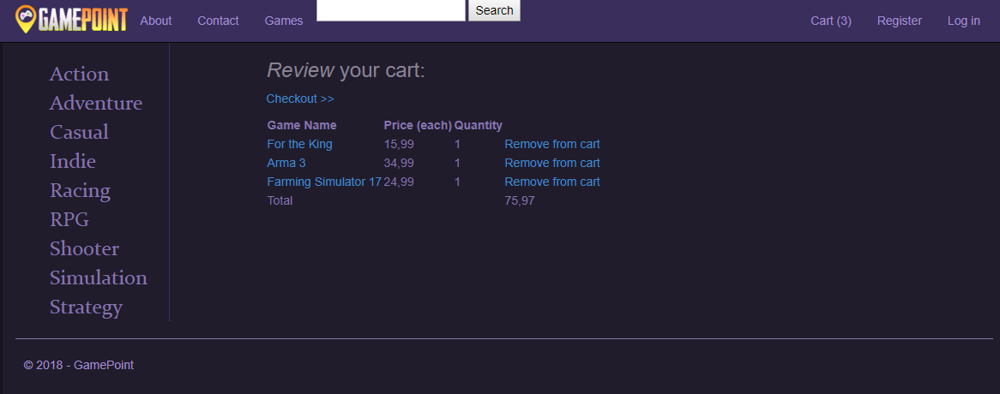 GAMEPOINT About Contact Games Search Cart (3) Register Log in
Action
Adventure
Casual
Indie
Racing
RPG
Shooter
Simulation
Strategy
Review your cart:
Checkout >>
Game Name Price (each) Quantity
For the King 15,99 1 Remove from cart
Arma 3 34,99 1 Remove from cart
Farming Simulator 17 24,99 1 Remove from cart
Total 75,97
© 2018 - GamePoint